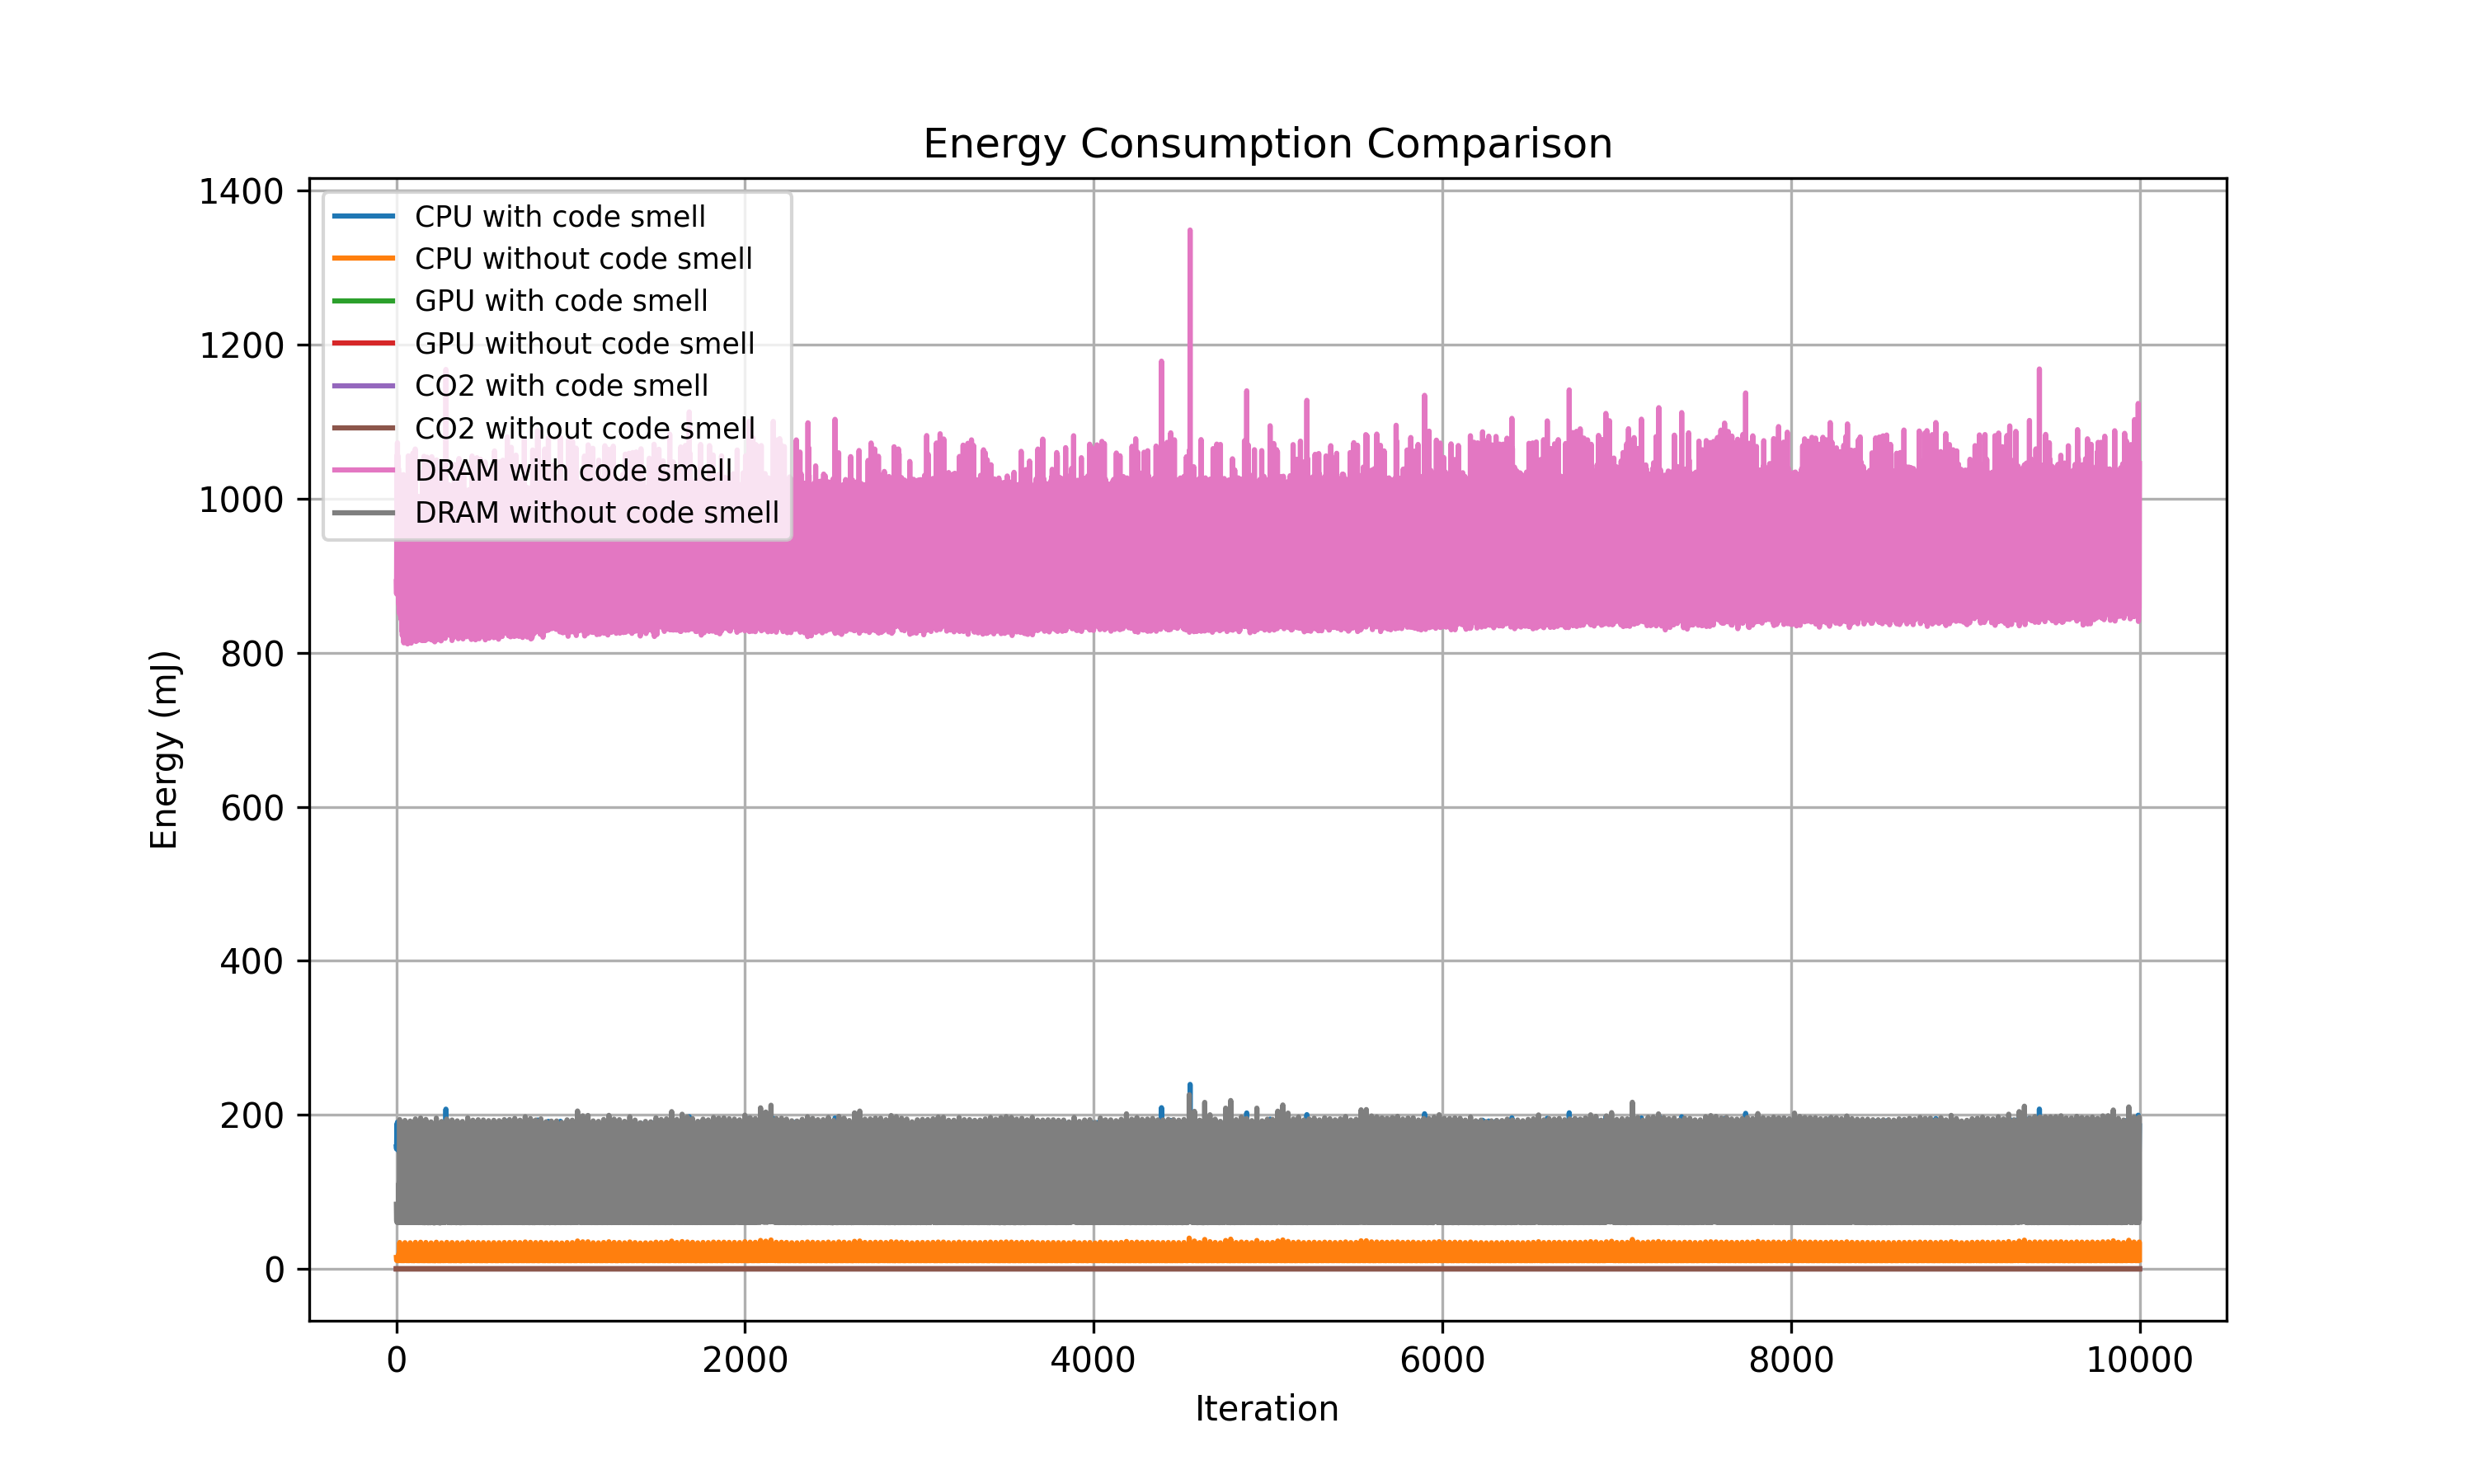 Energy Consumption Comparison
1400
1200
1000
800
600
400
200
0
Energy (mJ)
CPU with code smell
CPU without code smell
GPU with code smell
GPU without code smell
CO2 with code smell
CO2 without code smell
DRAM with code smell
DRAM without code smell
0 2000 4000 6000 8000 10000
Iteration